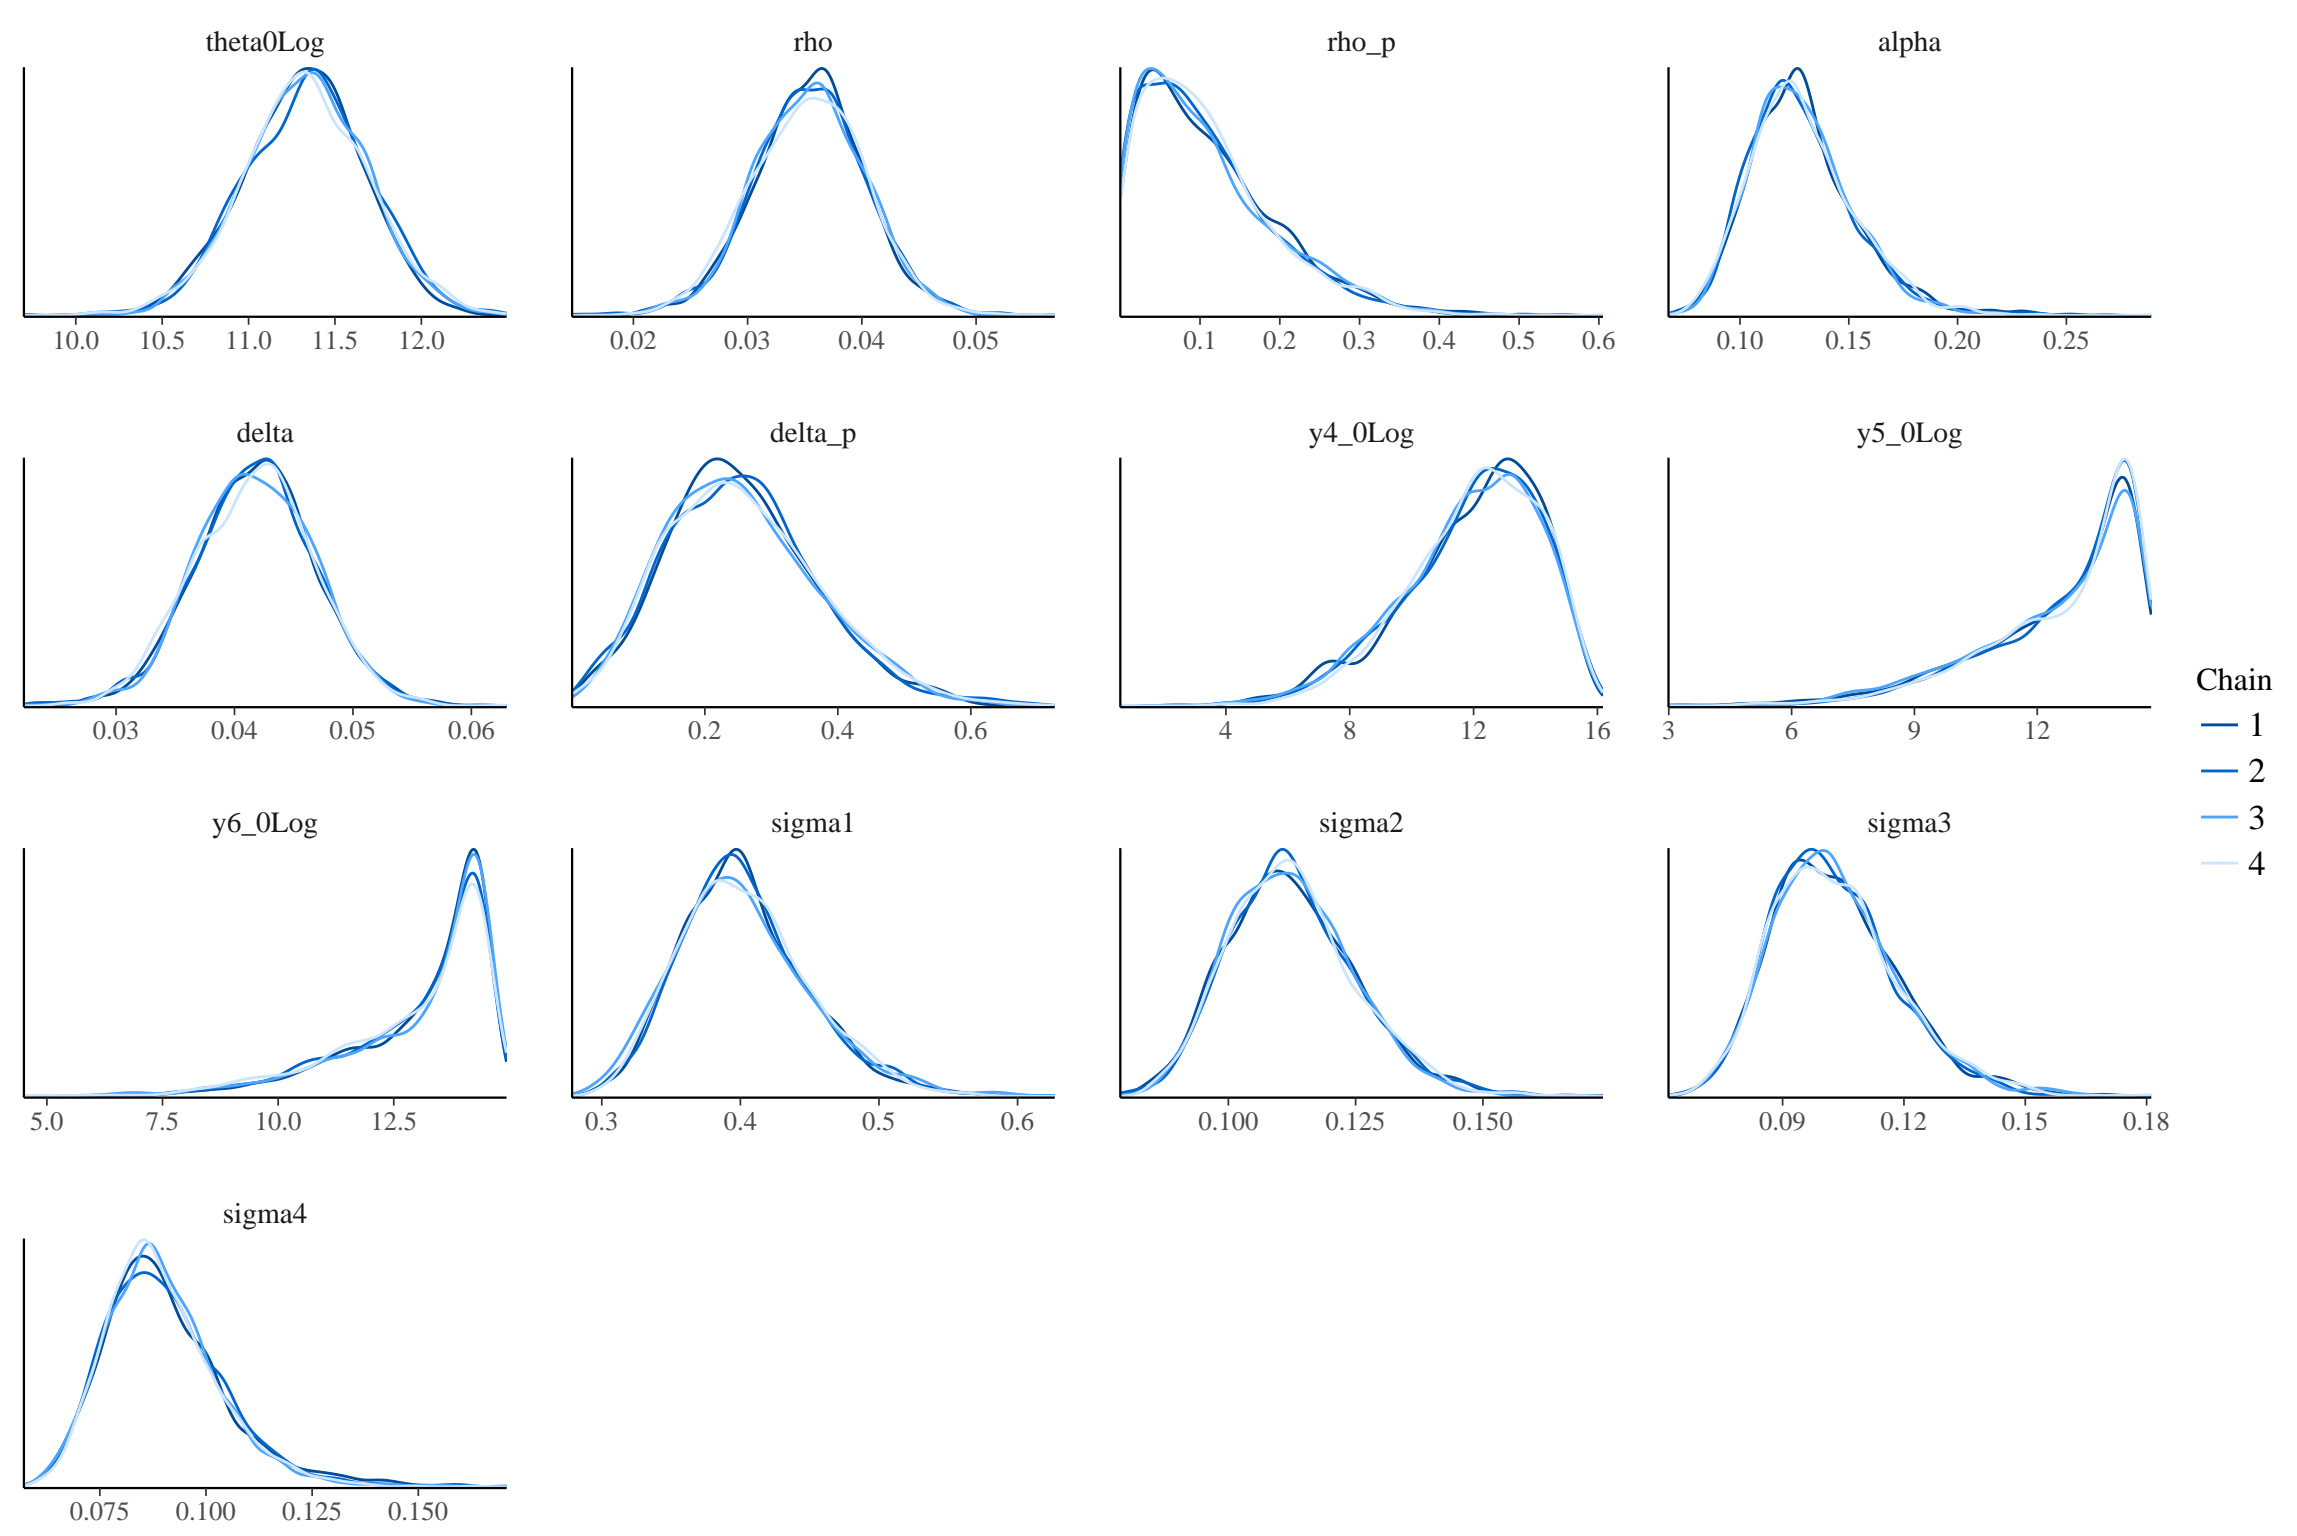 theta0Log
rho
rho_p
alpha
10.0 10.5 11.0 11.5 12.0
0.02 0.03 0.04 0.05
0.1 0.2 0.3 0.4 0.5 0.6
0.10 0.15 0.20 0.25
delta
delta_p
y4_0Log
y5_0Log
0.03 0.04 0.05 0.06
0.2 0.4 0.6
4 8 12 16
3 6 9 12
Chain
1
2
3
4
y6_0Log
sigma1
sigma2
sigma3
5.0 7.5 10.0 12.5
0.3 0.4 0.5 0.6
0.100 0.125 0.150
0.09 0.12 0.15 0.18
sigma4
0.075 0.100 0.125 0.150